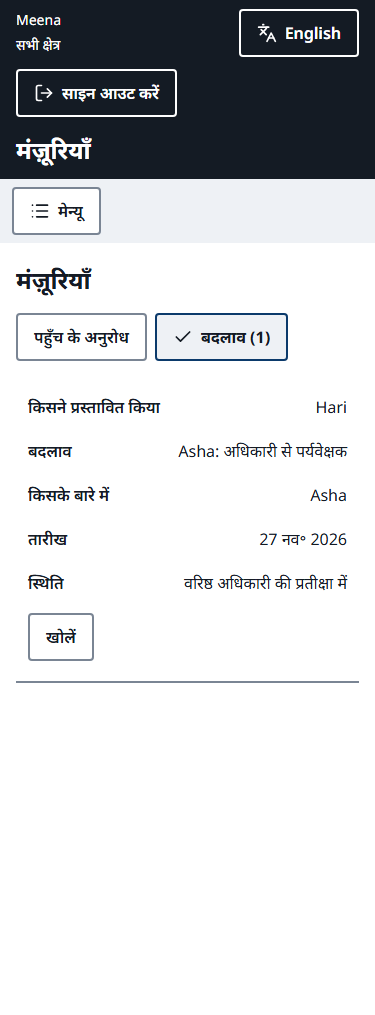 Meena
सभी क्षेत्र
English
साइन आउट करें
मंज़ूरियाँ
मेन्यू
मंज़ूरियाँ
पहुँच के अनुरोध
बदलाव (1)
किसने प्रस्तावित किया Hari
बदलाव Asha: अधिकारी से पर्यवेक्षक
किसके बारे में Asha
तारीख 27 नव॰ 2026
स्थिति वरिष्ठ अधिकारी की प्रतीक्षा में
खोलें